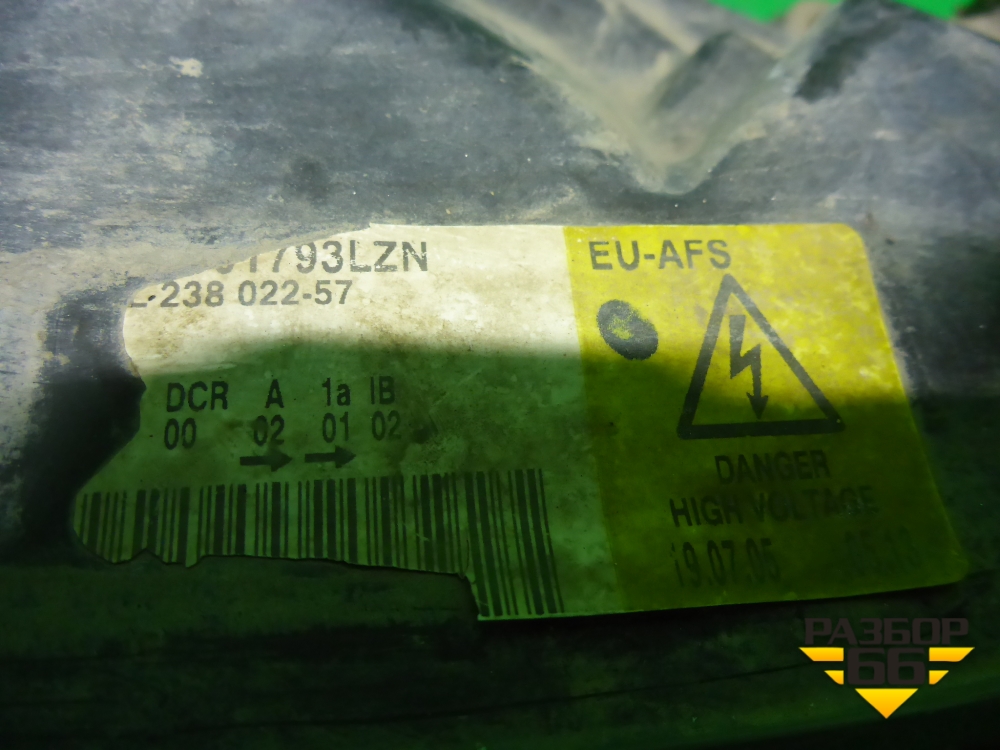 1793LZN
-238 022-57
DCR A 1a IB
00 02 01 02
EU-AFS
DANGER
HIGH VOLTAGE
19.07.05
РАЗБОР
66